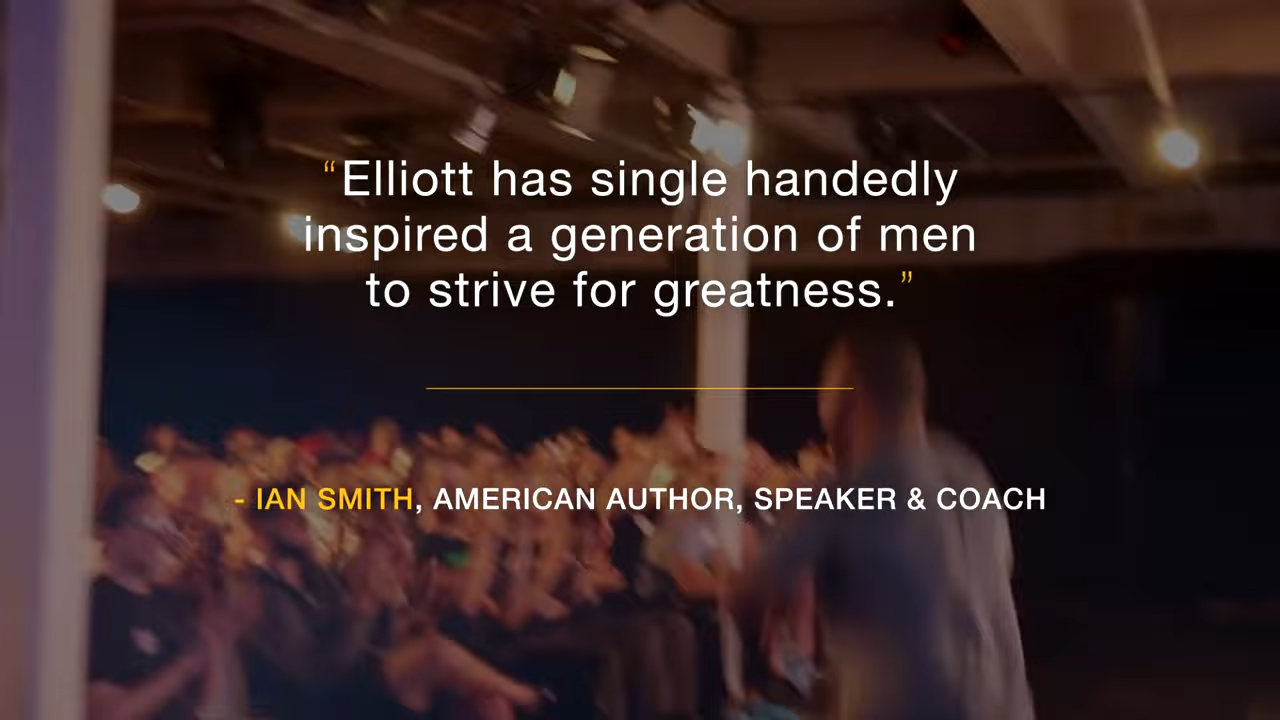 “Elliott has single handedly
inspired a generation of men
to strive for greatness.”
- IAN SMITH, AMERICAN AUTHOR, SPEAKER & COACH